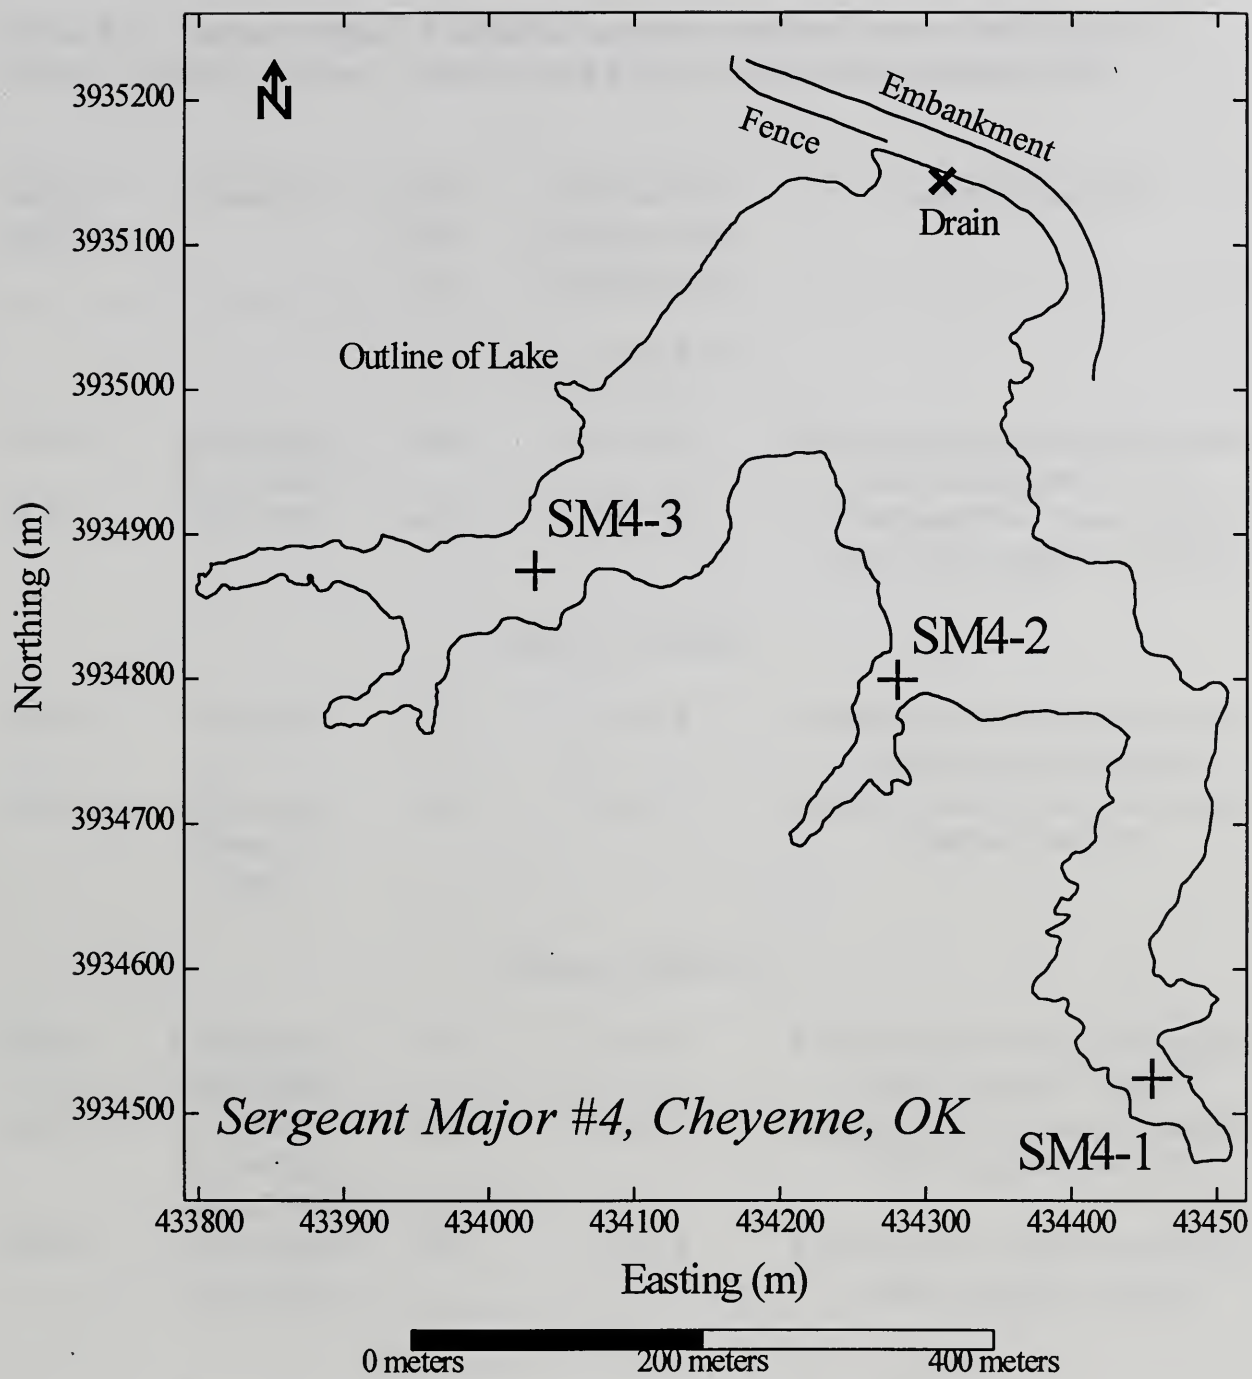 N
3935200
3935100
3935000
3934900
3934800
3934700
3934600
3934500
Northing (m)
Embankment
Fence
Drain
Outline of Lake
SM4-3
SM4-2
SM4-1
Sergeant Major #4, Cheyenne, OK
433800 433900 434000 434100 434200 434300 434400 43450
Easting (m)
0 meters 200 meters 400 meters